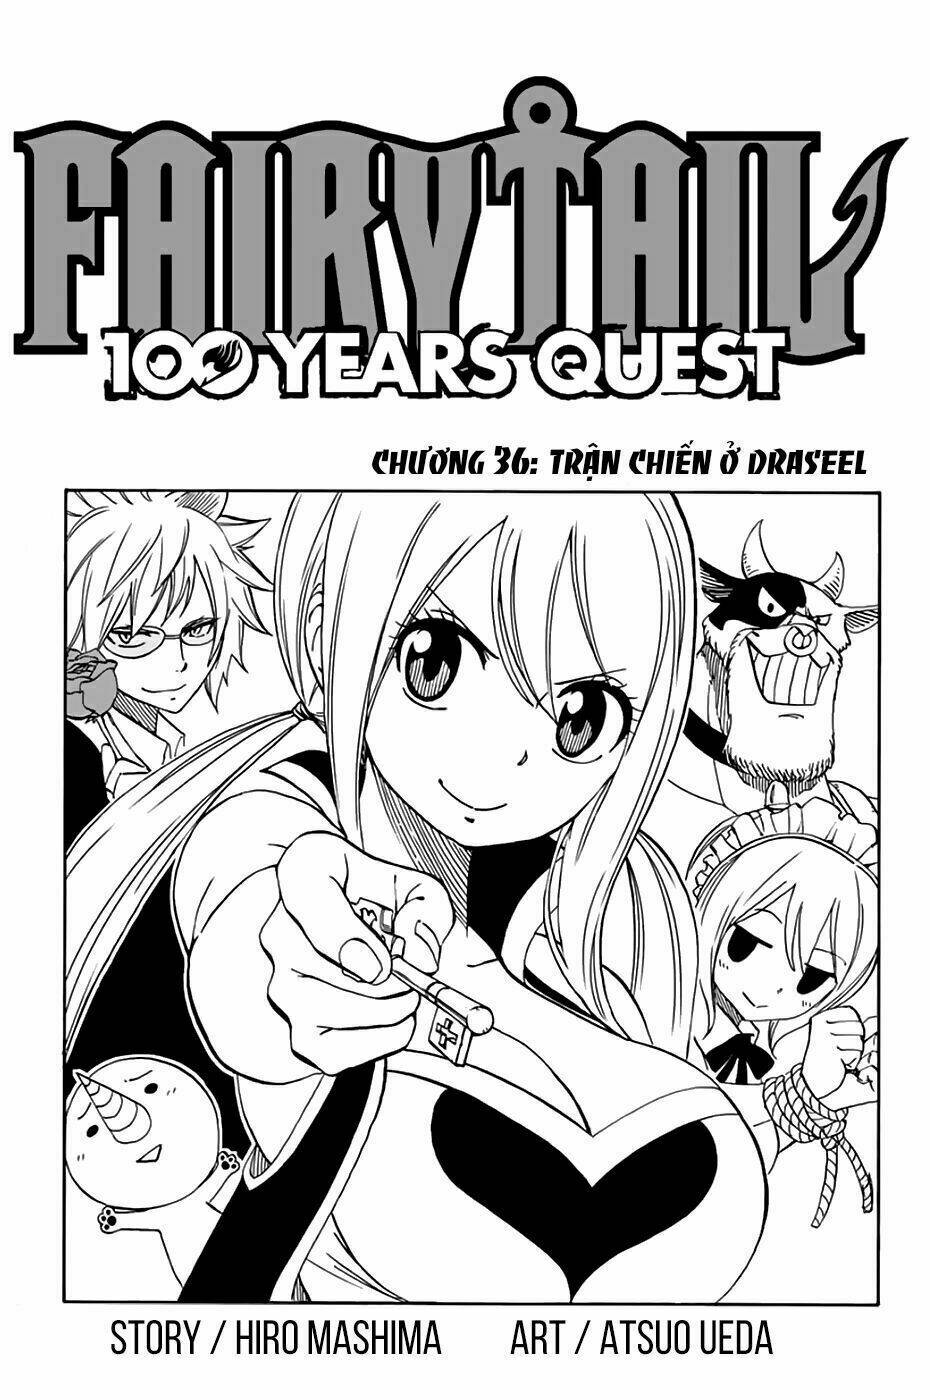 FAIRY TAIL
100 YEARS QUEST
CHƯƠNG 36: TRẬN CHIẾN Ở DRASEEL
STORY / HIRO MASHIMA ART / ATSUO UEDA